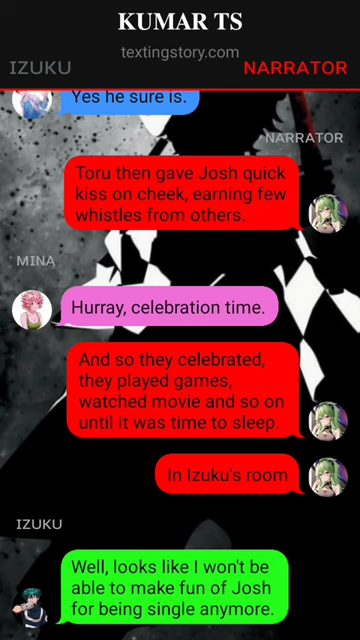 KUMAR TS
textingstory.com
IZUKU
NARRATOR
Yes he sure is.
NARRATOR
Toru then gave Josh quick
kiss on cheek, earning few
whistles from others.
MINA
Hurray, celebration time.
And so they celebrated,
they played games,
watched movie and so on
until it was time to sleep.
In Izuku's room
IZUKU
Well, looks like I won't be
able to make fun of Josh
for being single anymore.